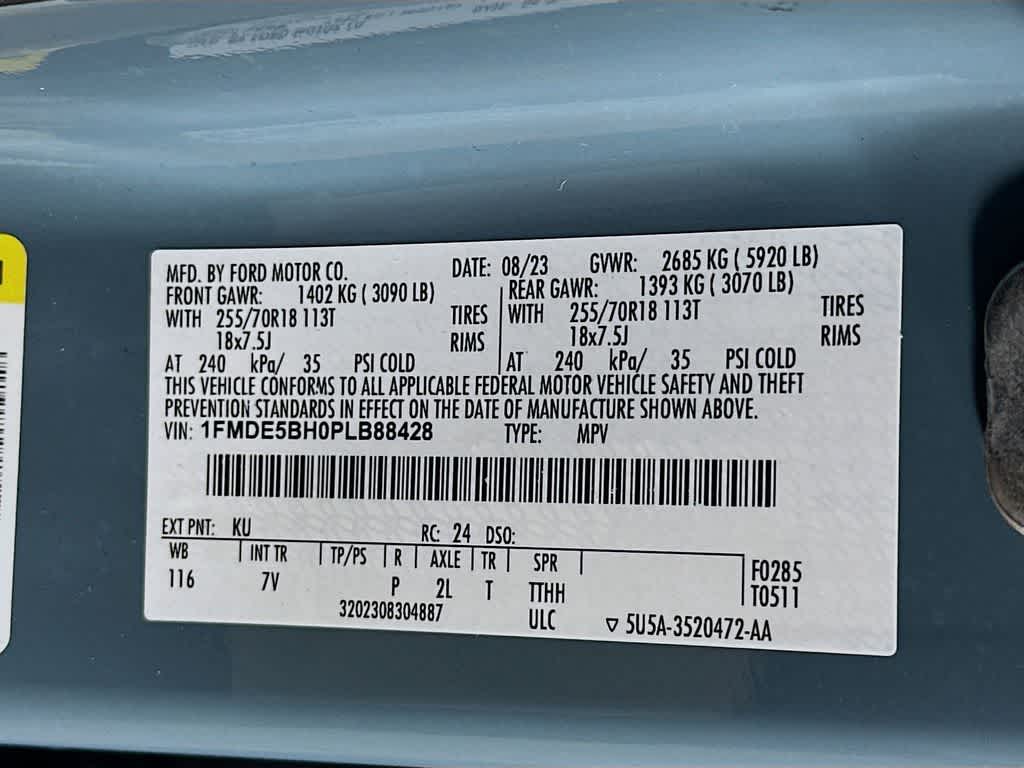 MFD. BY FORD MOTOR CO. DATE: 08/23 GVWR: 2685 KG ( 5920 LB)
FRONT GAWR: 1402 KG ( 3090 LB) REAR GAWR: 1393 KG ( 3070 LB)
WITH 255/70R18 113T TIRES WITH 255/70R18 113T TIRES
18x7.5J RIMS 18x7.5J RIMS
AT 240 kPa/ 35 PSI COLD AT 240 kPa/ 35 PSI COLD
THIS VEHICLE CONFORMS TO ALL APPLICABLE FEDERAL MOTOR VEHICLE SAFETY AND THEFT
PREVENTION STANDARDS IN EFFECT ON THE DATE OF MANUFACTURE SHOWN ABOVE.
VIN: 1FMDE5BH0PLB88428 TYPE: MPV
EXT PNT: KU RC: 24 DSO:
WB INT TR TP/PS R AXLE TR SPR
116 7V P 2L T TTHH
F0285
T0511
3202308304887 ULC ▽ 5U5A-3520472-AA